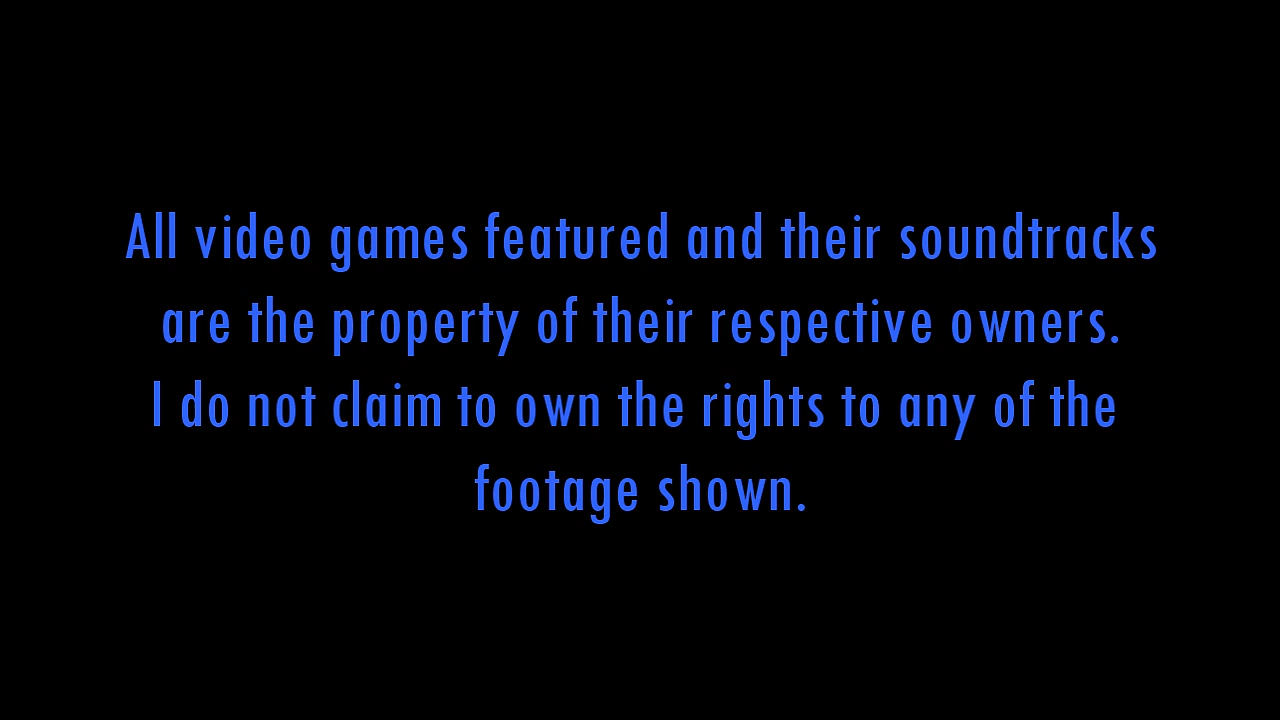 All video games featured and their soundtracks
are the property of their respective owners.
I do not claim to own the rights to any of the
footage shown.